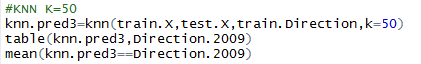 #KNN K=50
knn.pred3=knn(train.X,test.X,train.Direction,k=50)
table(knn.pred3,Direction.2009)
mean(knn.pred3==Direction.2009)